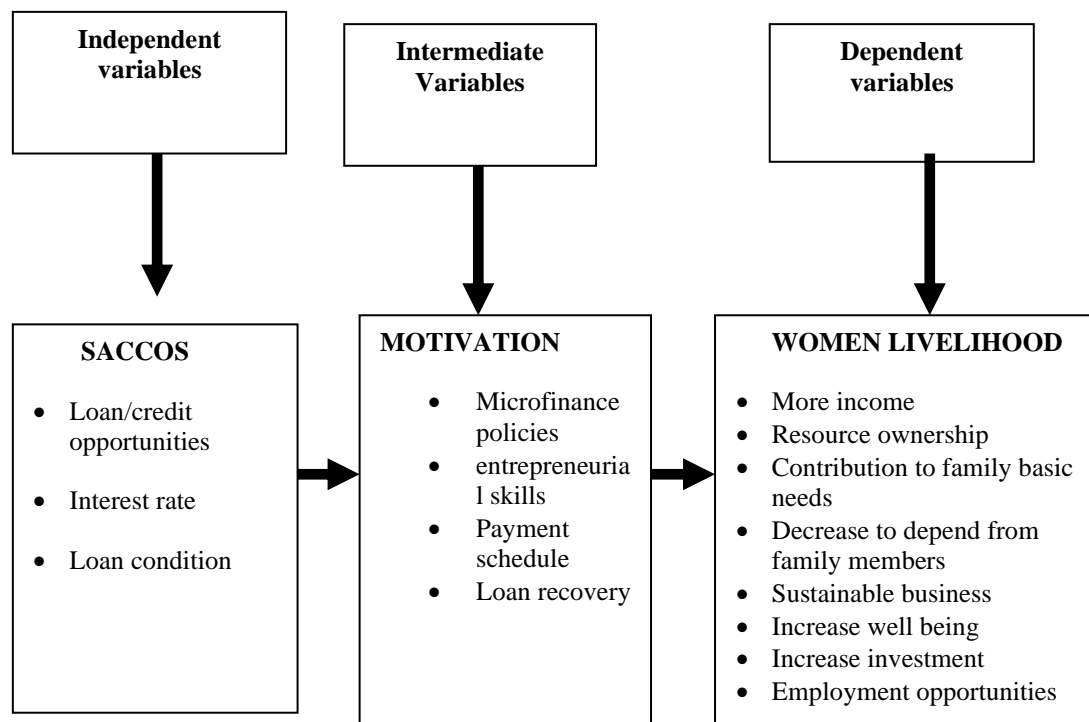 Independent
variables
Intermediate
Variables
Dependent
variables
SACCOS
• Loan/credit
opportunities
• Interest rate
• Loan condition
MOTIVATION
• Microfinance
policies
• entrepreneuria
l skills
• Payment
schedule
• Loan recovery
WOMEN LIVELIHOOD
• More income
• Resource ownership
• Contribution to family basic
needs
• Decrease to depend from
family members
• Sustainable business
• Increase well being
• Increase investment
• Employment opportunities